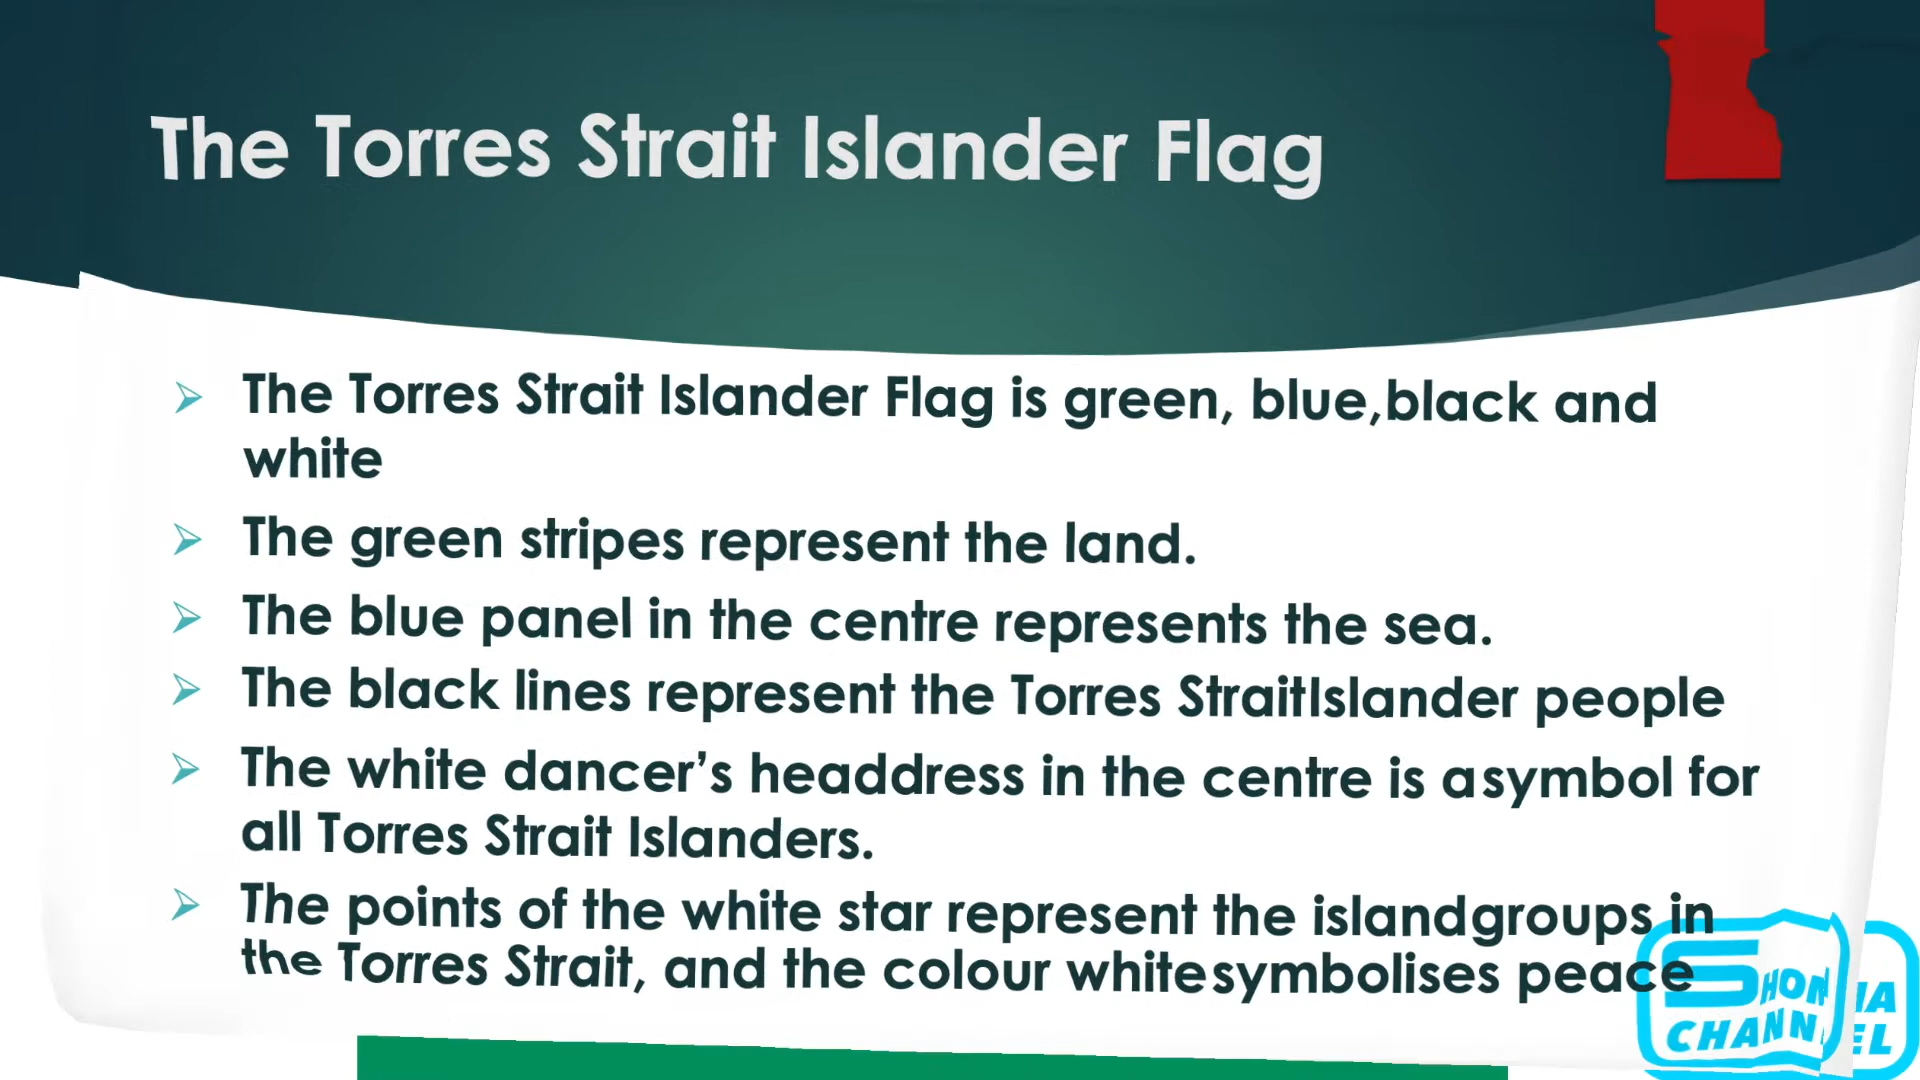 The Torres Strait Islander Flag
The Torres Strait Islander Flag is green, blue,black and
white
The green stripes represent the land.
The blue panel in the centre represents the sea.
The black lines represent the Torres StraitIslander people
The white dancer’s headdress in the centre is asymbol for
all Torres Strait Islanders.
The points of the white star represent the islandgroups in
the Torres Strait, and the colour whitesymbolises peace
CHANN
EL